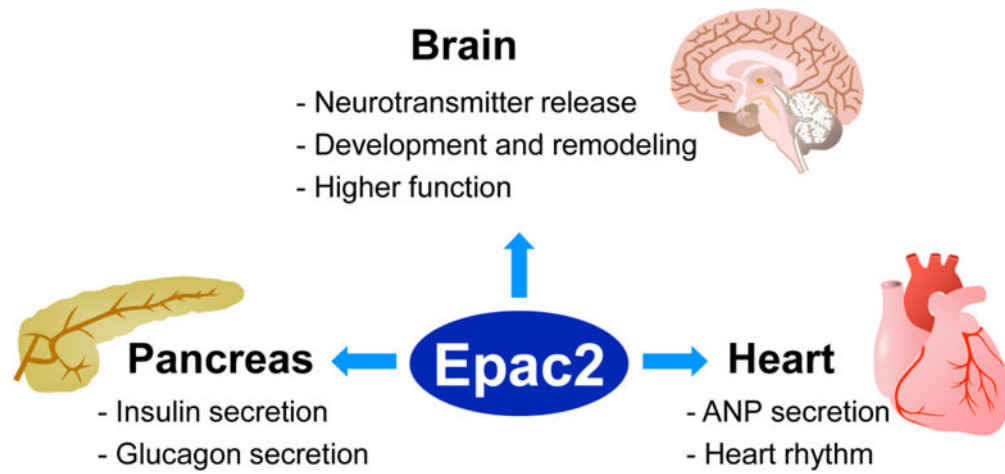 Brain
- Neurotransmitter release
- Development and remodeling
- Higher function
Pancreas
- Insulin secretion
- Glucagon secretion
Epac2
Heart
- ANP secretion
- Heart rhythm